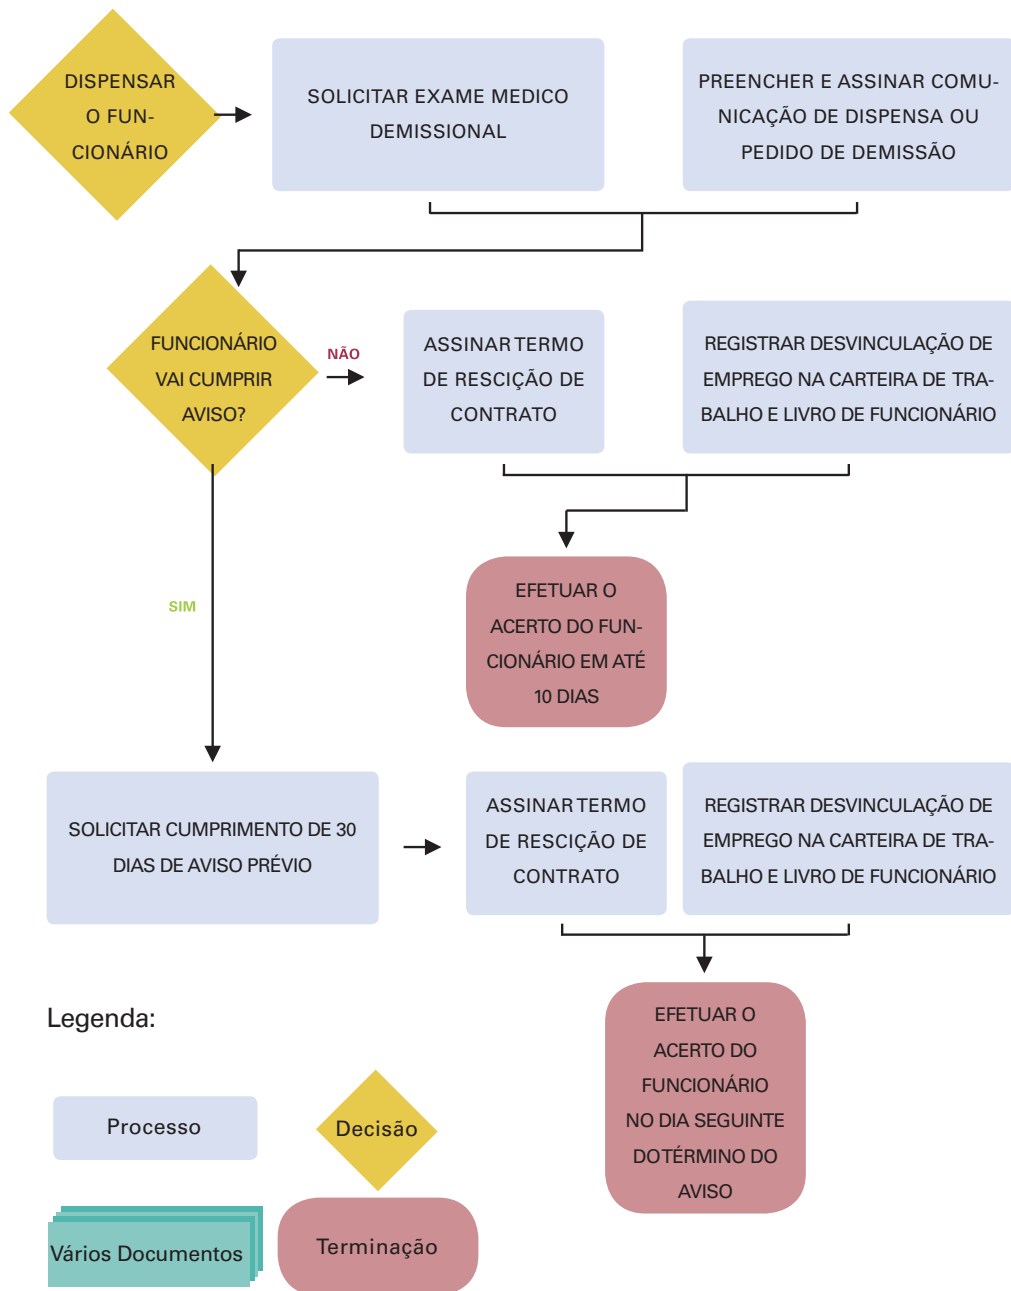 DISPENSAR
O FUN-
CIONÁRIO
SOLICITAR EXAME MEDICO
DEMISSIONAL
PREENCHER E ASSINAR COMU-
NICAÇÃO DE DISPENSA OU
PEDIDO DE DEMISSÃO
FUNCIONÁRIO
VAI CUMPRIR
AVISO?
NÃO
ASSINAR TERMO
DE RESCIÇÃO DE
CONTRATO
REGISTRAR DESVINCULAÇÃO DE
EMPREGO NA CARTEIRA DE TRA-
BALHO E LIVRO DE FUNCIONÁRIO
EFETUAR O
ACERTO DO FUN-
CIONÁRIO EM ATÉ
10 DIAS
SIM
SOLICITAR CUMPRIMENTO DE 30
DIAS DE AVISO PRÉVIO
ASSINAR TERMO
DE RESCIÇÃO DE
CONTRATO
REGISTRAR DESVINCULAÇÃO DE
EMPREGO NA CARTEIRA DE TRA-
BALHO E LIVRO DE FUNCIONÁRIO
EFETUAR O
ACERTO DO
FUNCIONÁRIO
NO DIA SEGUINTE
DO TÉRMINO DO
AVISO
Legenda:
Processo
Decisão
Vários Documentos
Terminação